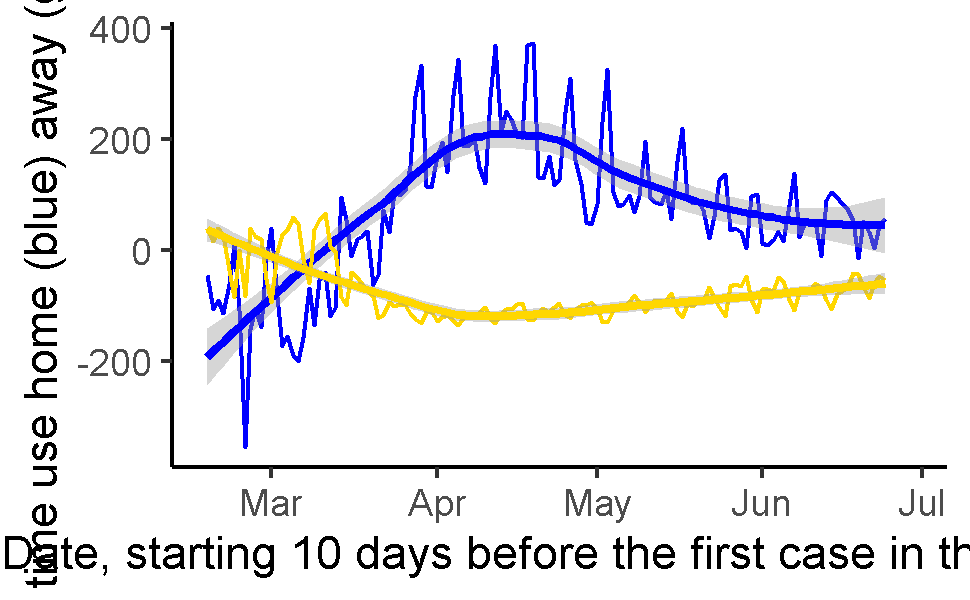 time use home (blue) away (
400
200
0
-200
Mar Apr May Jun Jul
Date, starting 10 days before the first case in th